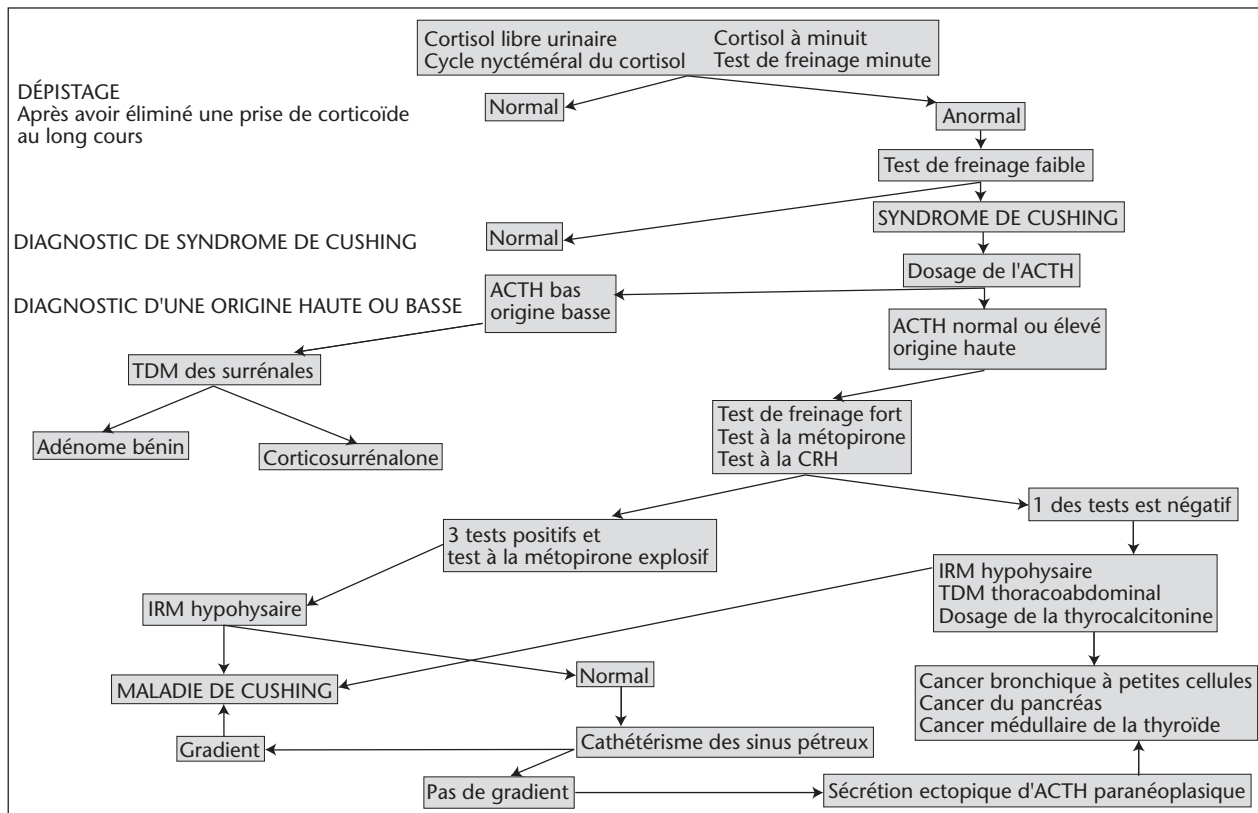 Cortisol libre urinaire Cortisol à minuit
Cycle nyctéméral du cortisol Test de freinage minute
DÉPISTAGE
Après avoir éliminé une prise de corticoïde
au long cours
Normal
Anormal
Test de freinage faible
SYNDROME DE CUSHING
DIAGNOSTIC DE SYNDROME DE CUSHING
Normal
Dosage de l'ACTH
DIAGNOSTIC D'UNE ORIGINE HAUTE OU BASSE
ACTH bas
origine basse
ACTH normal ou élevé
origine haute
TDM des surrénales
Adénome bénin
Corticosurrénalone
Test de freinage fort
Test à la métopirone
Test à la CRH
3 tests positifs et
test à la métopirone explosif
1 des tests est négatif
IRM hypohysaire
IRM hypohysaire
TDM thoracoabdominal
Dosage de la thyrocalcitonine
MALADIE DE CUSHING
Normal
Cancer bronchique à petites cellules
Cancer du pancréas
Cancer médullaire de la thyroïde
Gradient
Cathétérisme des sinus pétreux
Pas de gradient
Sécrétion ectopique d'ACTH paranéoplasique